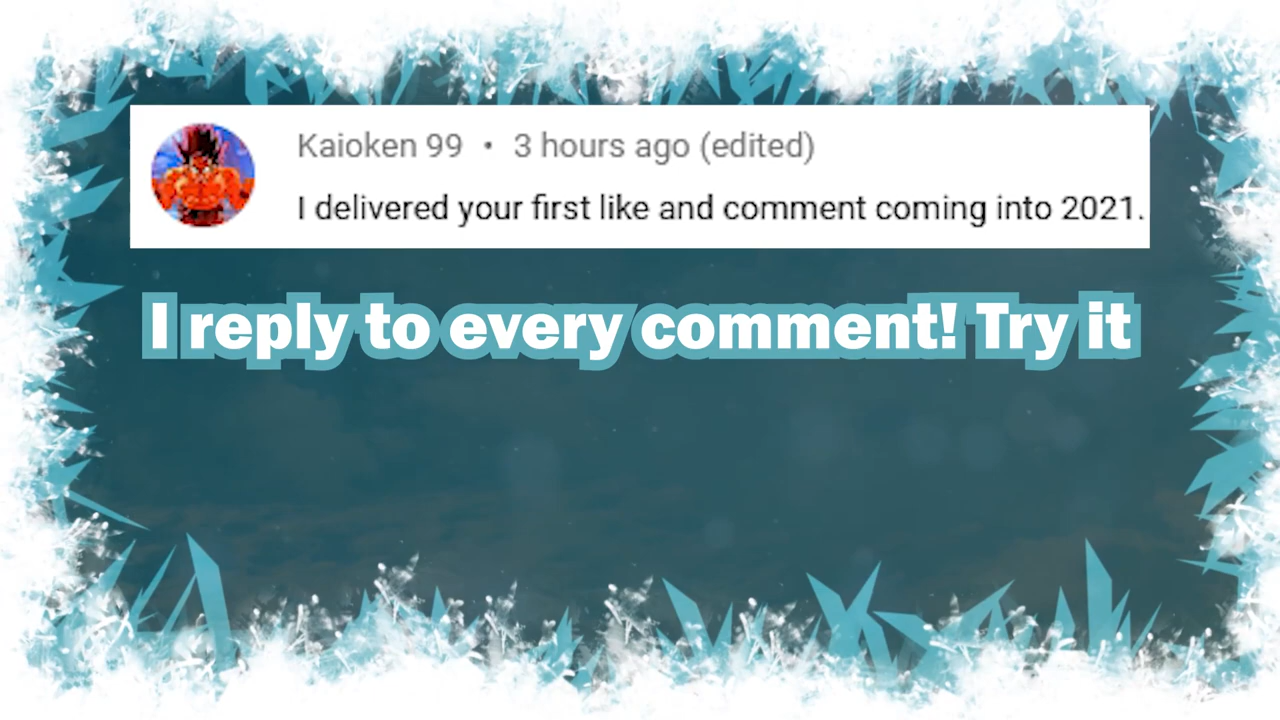 Kaioken 99 • 3 hours ago (edited)
I delivered your first like and comment coming into 2021.
I reply to every comment! Try it